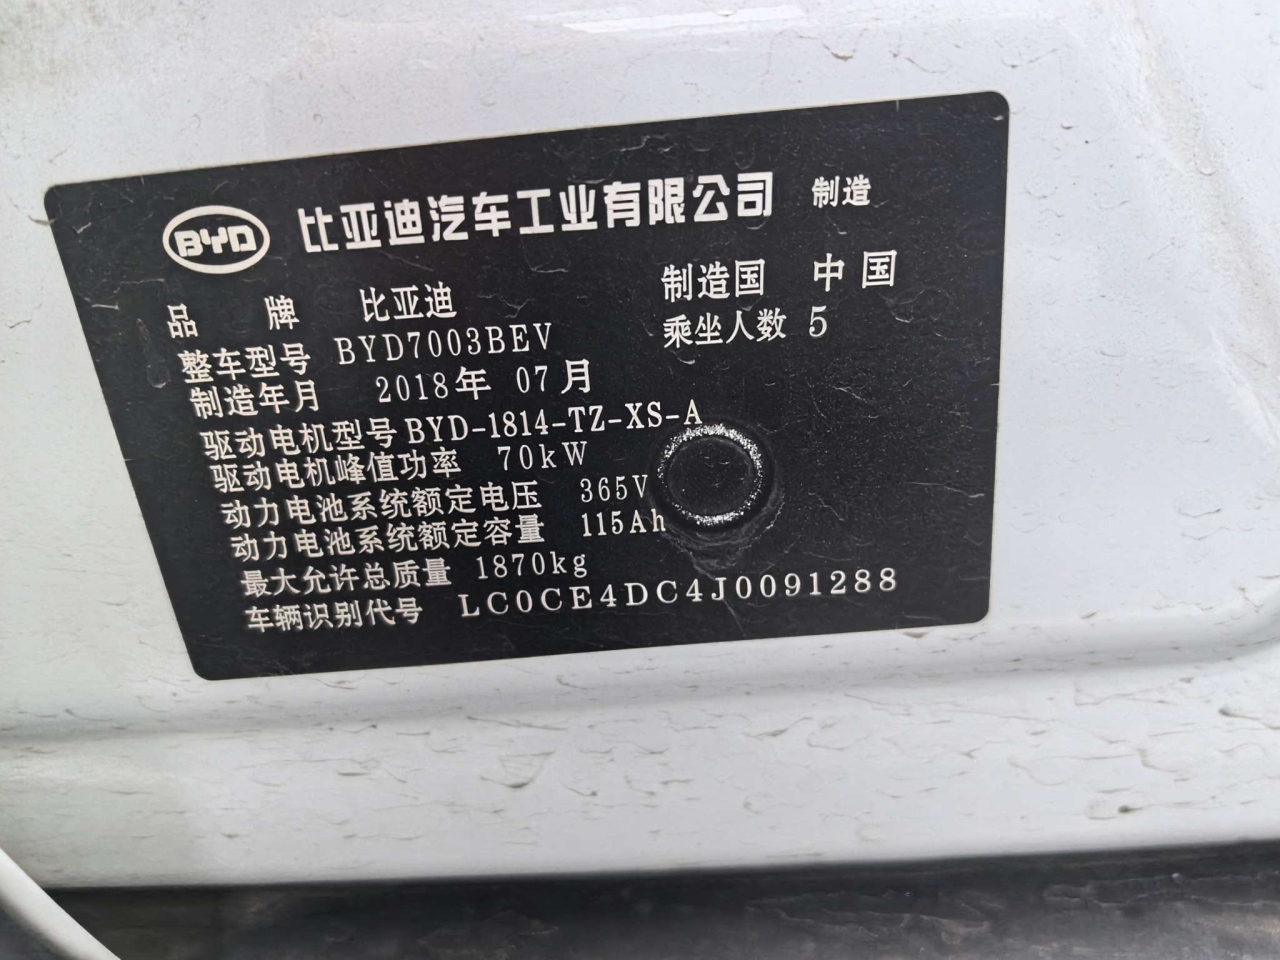 BYD 比亚迪汽车工业有限公司 制造
品牌 比亚迪 制造国 中国
整车型号 BYD7003BEV 乘坐人数 5
制造年月 2018年 07月
驱动电机型号 BYD-1814-TZ-XS-A
驱动电机峰值功率 70kW
动力电池系统额定电压 365V
动力电池系统额定容量 115Ah
最大允许总质量 1870kg
车辆识别代号 LC0CE4DC4J0091288